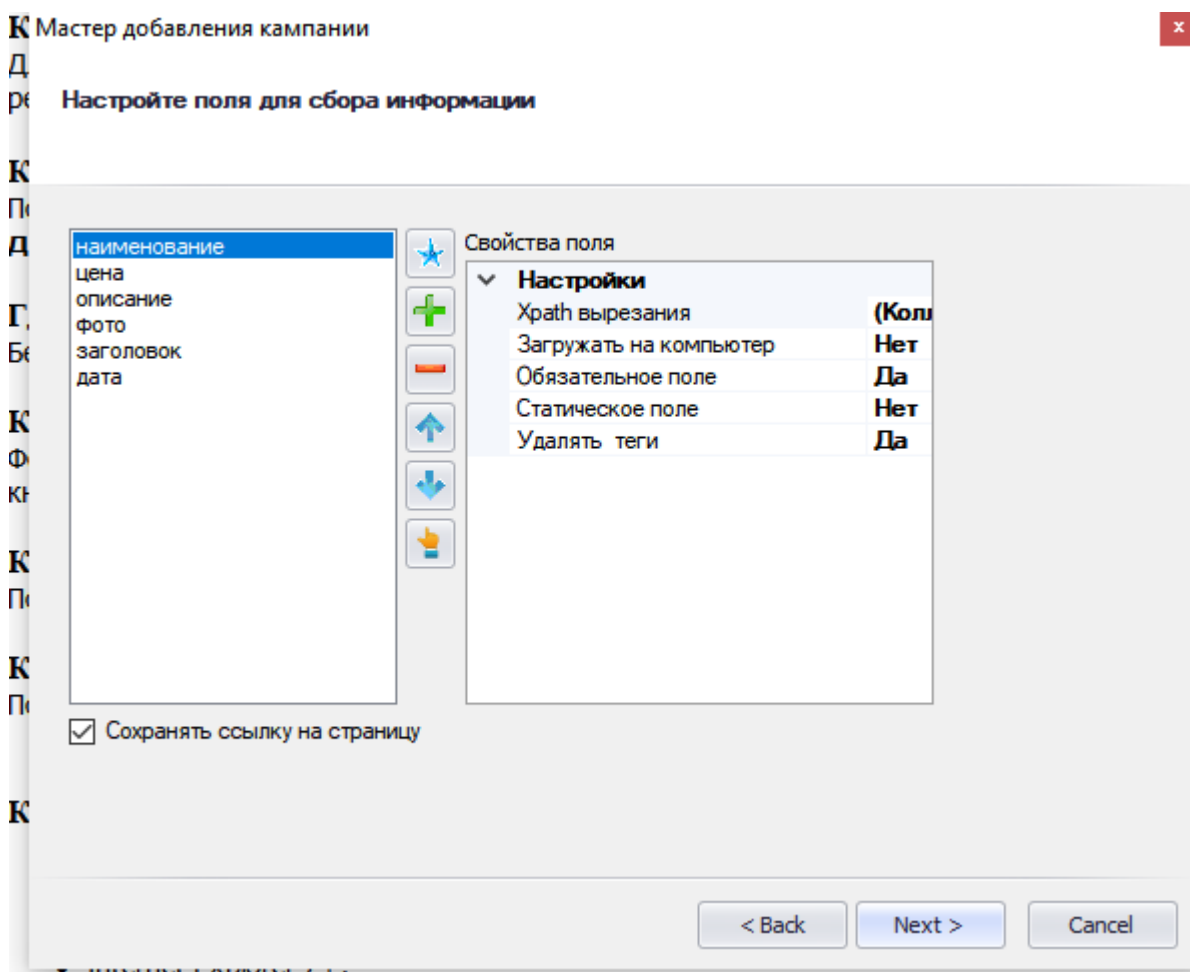 Мастер добавления кампании
x
Настройте поля для сбора информации
наименование
цена
описание
фото
заголовок
дата
Свойства поля
Настройки
Xpath вырезания (Колл
Загружать на компьютер Нет
Обязательное поле Да
Статическое поле Нет
Удалять теги Да
Сохранять ссылку на страницу
< Back Next > Cancel